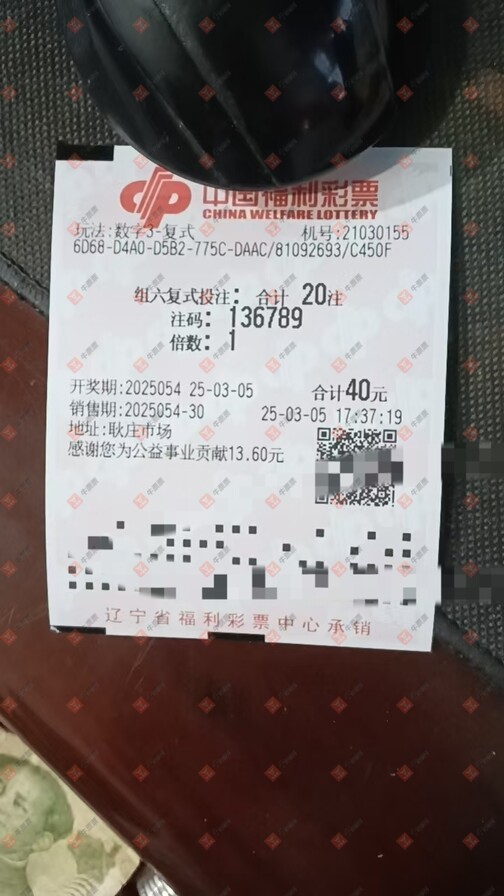 中国福利彩票
CHINA WELFARE LOTTERY
玩法:数字3-复式 机号:21030155
6D68-D4A0-D5B2-775C-DAAC/81092693/C450F
组六复式投注: 合计 20注
注码: 136789
倍数: 1
开奖期:2025054 25-03-05 合计40元
销售期:2025054-30 25-03-05 17:37:19
地址:耿庄市场
感谢您为公益事业贡献13.60元
辽宁省福利彩票中心承销